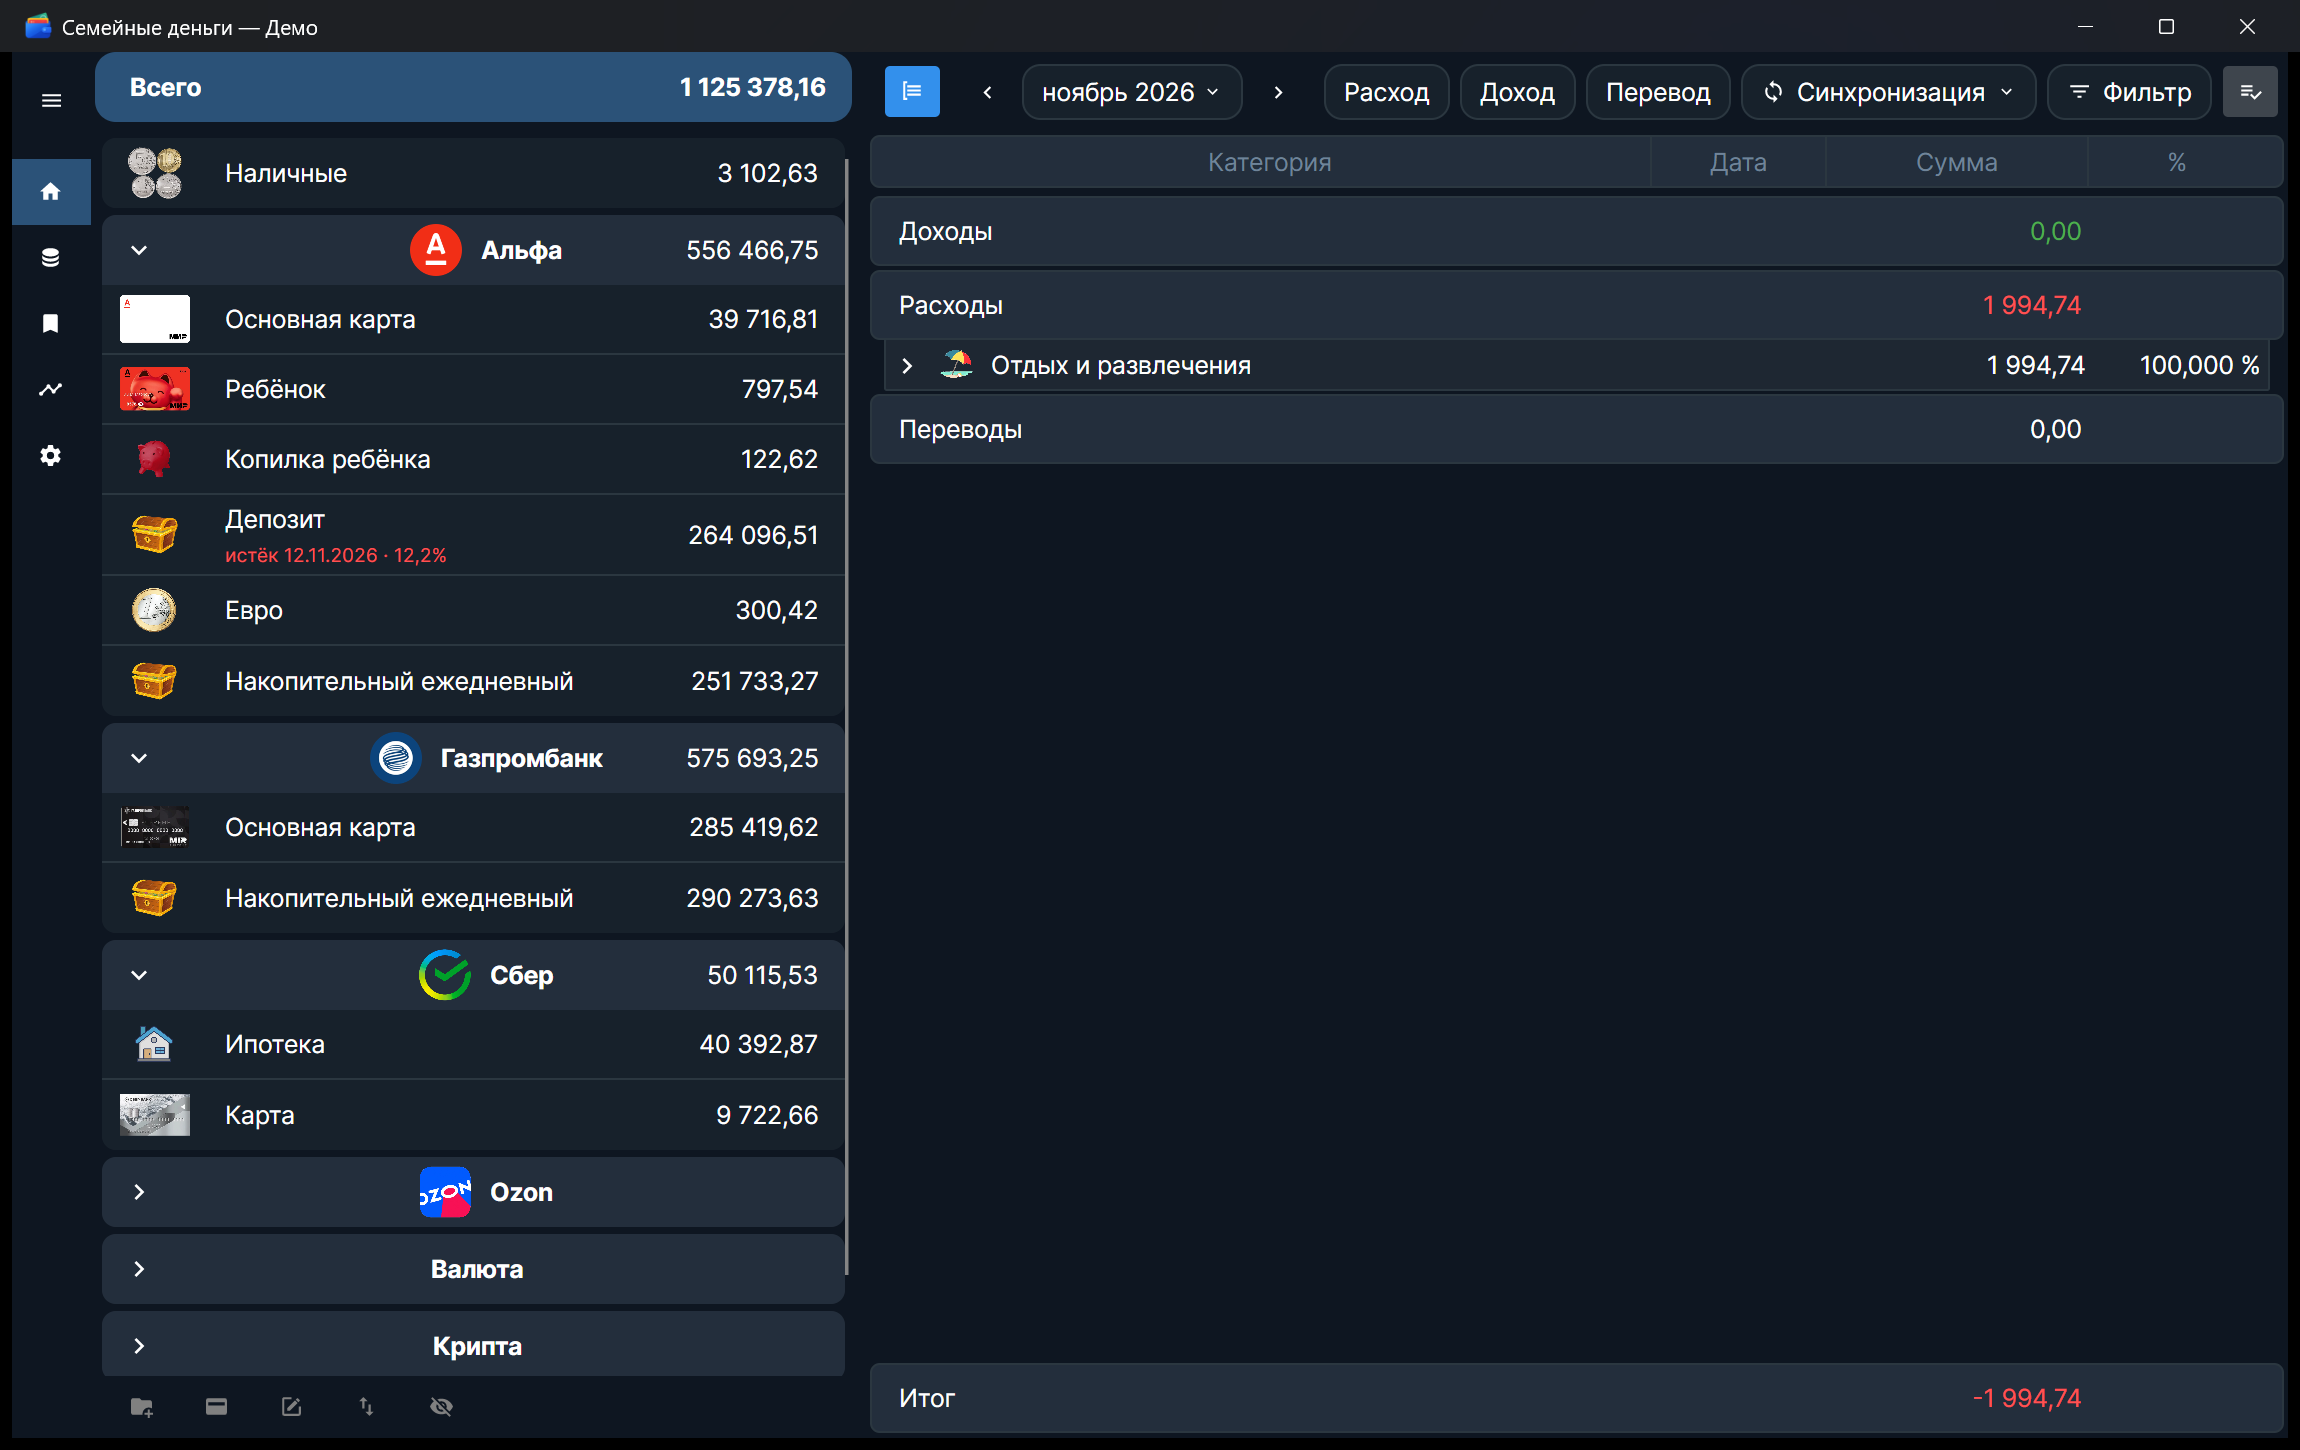 Семейные деньги — Демо
Всего 1 125 378,16
Наличные 3 102,63
Альфа 556 466,75
Основная карта 39 716,81
Ребёнок 797,54
Копилка ребёнка 122,62
Депозит 264 096,51
истёк 12.11.2026 · 12,2%
Евро 300,42
Накопительный ежедневный 251 733,27
Газпромбанк 575 693,25
Основная карта 285 419,62
Накопительный ежедневный 290 273,63
Сбер 50 115,53
Ипотека 40 392,87
Карта 9 722,66
OZON Ozon
Валюта
Крипта
ноябрь 2026 Расход Доход Перевод Синхронизация Фильтр
Категория Дата Сумма %
Доходы 0,00
Расходы 1 994,74
Отдых и развлечения 1 994,74 100,000 %
Переводы 0,00
Итог -1 994,74